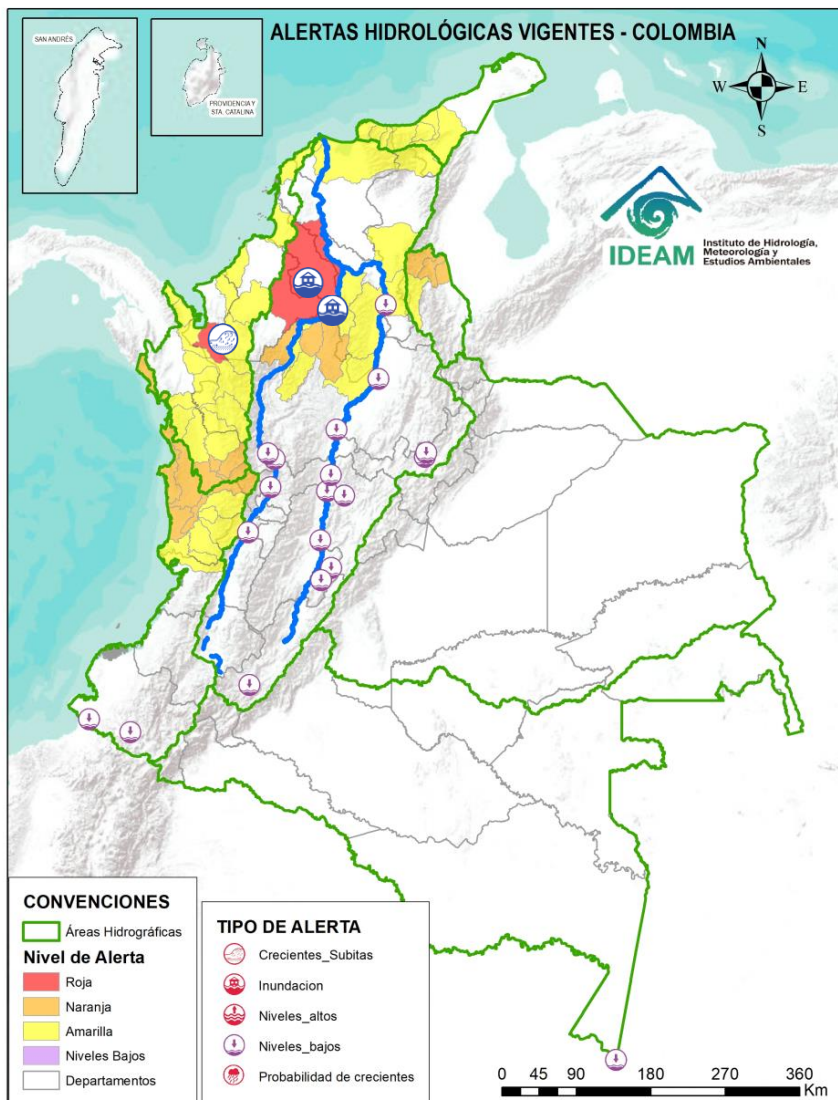 ALERTAS HIDROLÓGICAS VIGENTES - COLOMBIA
SAN ANDRÉS
PROVIDENCIA Y
STA. CATALINA
N
W
E
S
IDEAM
Instituto de Hidrología,
Meteorología y
Estudios Ambientales
CONVENCIONES
Áreas Hidrográficas
Nivel de Alerta
Roja
Naranja
Amarilla
Niveles Bajos
Departamentos
TIPO DE ALERTA
Crecientes_Subitas
Inundacion
Niveles_altos
Niveles_bajos
Probabilidad de crecientes
0 45 90 180 270 360
Km